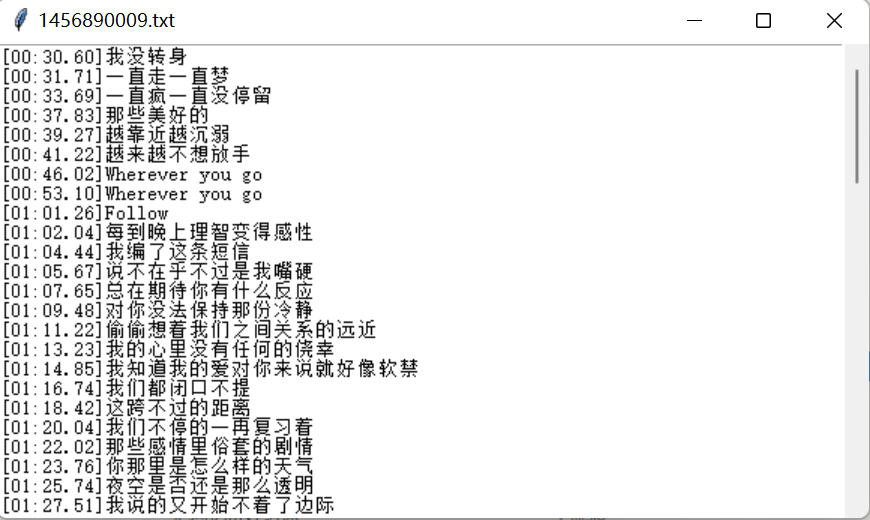 1456890009.txt
[00:30.60]我没转身
[00:31.71]一直走一直梦
[00:33.69]一直疯一直没停留
[00:37.83]那些美好的
[00:39.27]越靠近越沉弱
[00:41.22]越来越不想放手
[00:46.02]Wherever you go
[00:53.10]Wherever you go
[01:01.26]Follow
[01:02.04]每到晚上理智变得感性
[01:04.44]我编了这条短信
[01:05.67]说不在乎不过是我嘴硬
[01:07.65]总在期待你有什么反应
[01:09.48]对你没法保持那份冷静
[01:11.22]偷偷想着我们之间关系的远近
[01:13.23]我的心里没有任何的侥幸
[01:14.85]我知道我的爱对你来说就好像软禁
[01:16.74]我们都闭口不提
[01:18.42]这跨不过的距离
[01:20.04]我们不停的一再复习着
[01:22.02]那些感情里俗套的剧情
[01:23.76]你那里是怎么样的天气
[01:25.74]夜空是否还是那么透明
[01:27.51]我说的又开始不着了边际